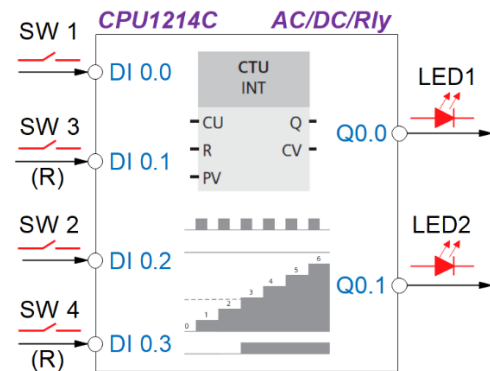 CPU1214C AC/DC/Rly
SW 1
DI 0.0
SW 3
DI 0.1
(R)
SW 2
DI 0.2
SW 4
DI 0.3
(R)
CTU
INT
CU Q
R CV
PV
0 1 2 3 4 5 6
LED1
Q0.0
LED2
Q0.1